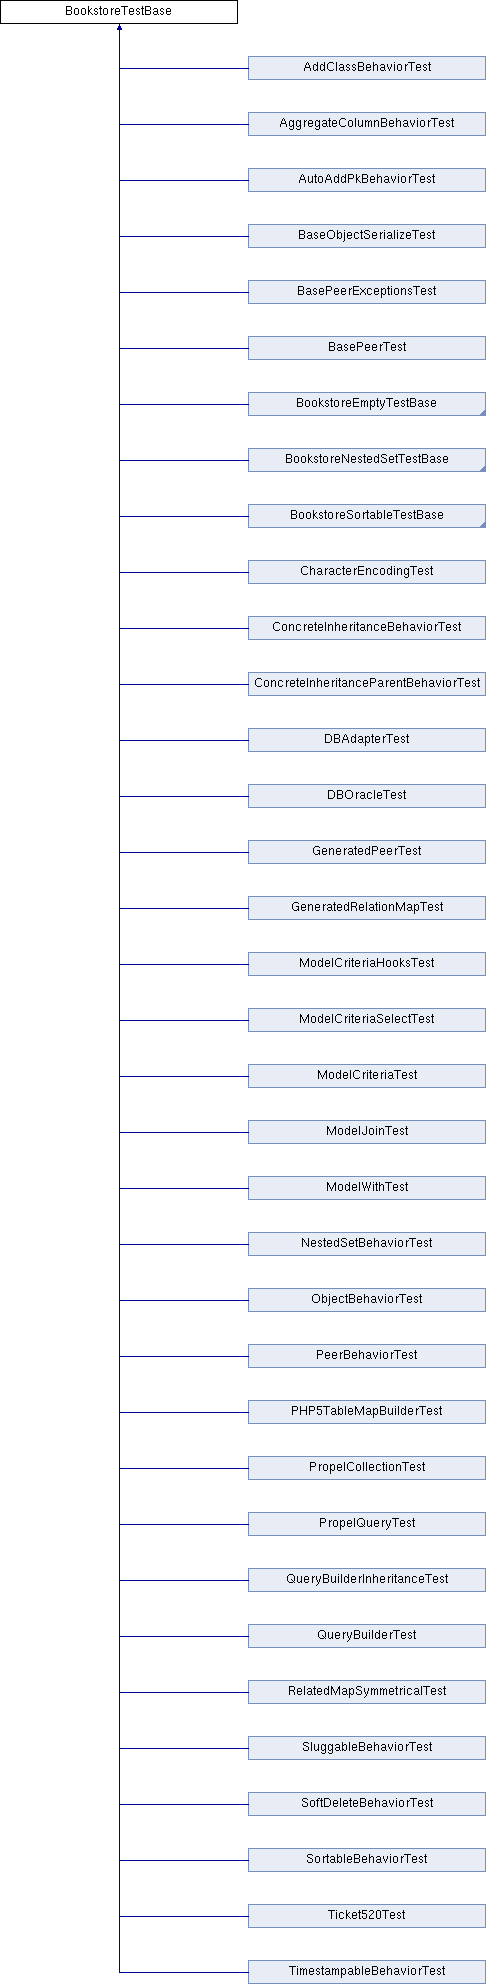 BookstoreTestBase
AddClassBehaviorTest
AggregateColumnBehaviorTest
AutoAddPkBehaviorTest
BaseObjectSerializeTest
BasePeerExceptionsTest
BasePeerTest
BookstoreEmptyTestBase
BookstoreNestedSetTestBase
BookstoreSortableTestBase
CharacterEncodingTest
ConcreteInheritanceBehaviorTest
ConcreteInheritanceParentBehaviorTest
DBAdapterTest
DBOracleTest
GeneratedPeerTest
GeneratedRelationMapTest
ModelCriteriaHooksTest
ModelCriteriaSelectTest
ModelCriteriaTest
ModelJoinTest
ModelWithTest
NestedSetBehaviorTest
ObjectBehaviorTest
PeerBehaviorTest
PHP5TableMapBuilderTest
PropelCollectionTest
PropelQueryTest
QueryBuilderInheritanceTest
QueryBuilderTest
RelatedMapSymmetricalTest
SluggableBehaviorTest
SoftDeleteBehaviorTest
SortableBehaviorTest
Ticket520Test
TimestampableBehaviorTest